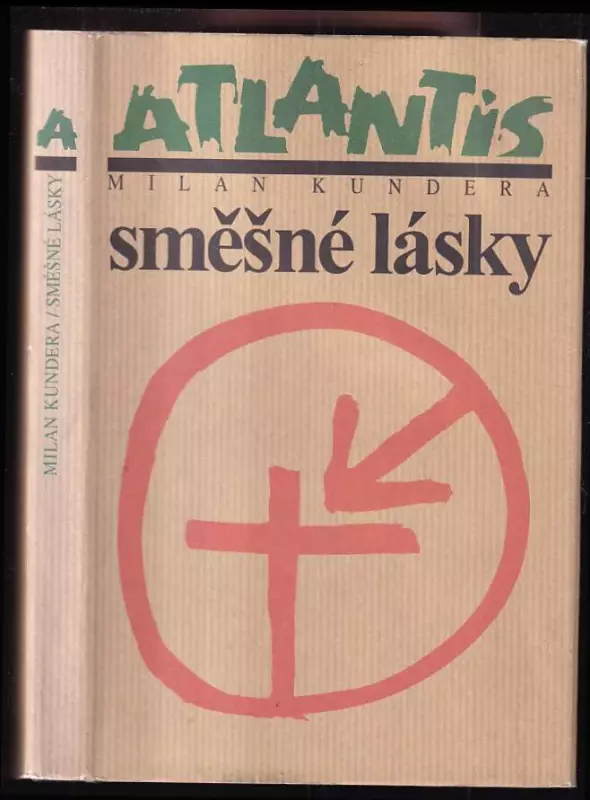 A
MILAN KUNDERA / SMĚŠNÉ LÁSKY
ATLANTIS
MILAN KUNDERA
směšné lásky